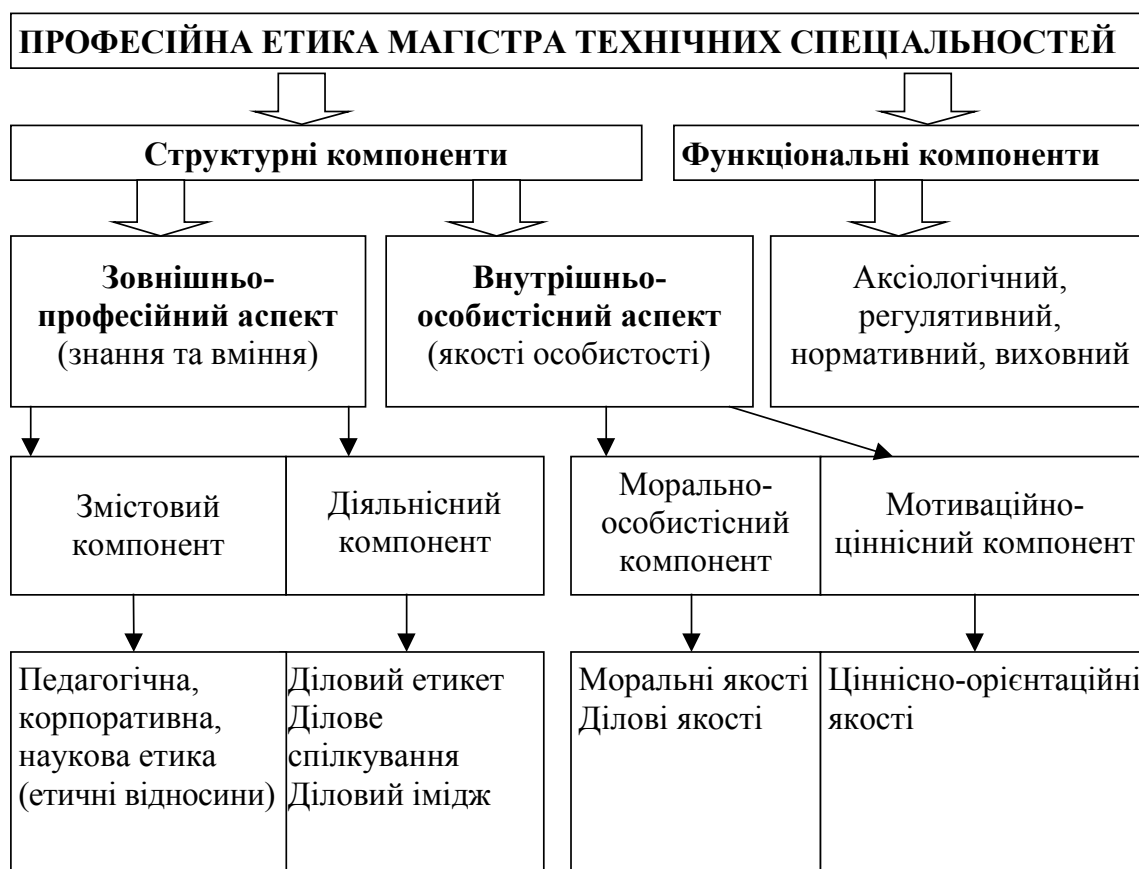 ПРОФЕСІЙНА ЕТИКА МАГІСТРА ТЕХНІЧНИХ СПЕЦІАЛЬНОСТЕЙ
Структурні компоненти
Функціональні компоненти
Зовнішньо-
професійний аспект
(знання та вміння)
Внутрішньо-
особистісний аспект
(якості особистості)
Аксіологічний,
регулятивний,
нормативний, виховний
Змістовий
компонент
Діяльнісний
компонент
Морально-
особистісний
компонент
Мотиваційно-
ціннісний компонент
Педагогічна,
корпоративна,
наукова етика
(етичні відносини)
Діловий етикет
Ділове
спілкування
Діловий імідж
Моральні якості
Ділові якості
Ціннісно-орієнтаційні
якості